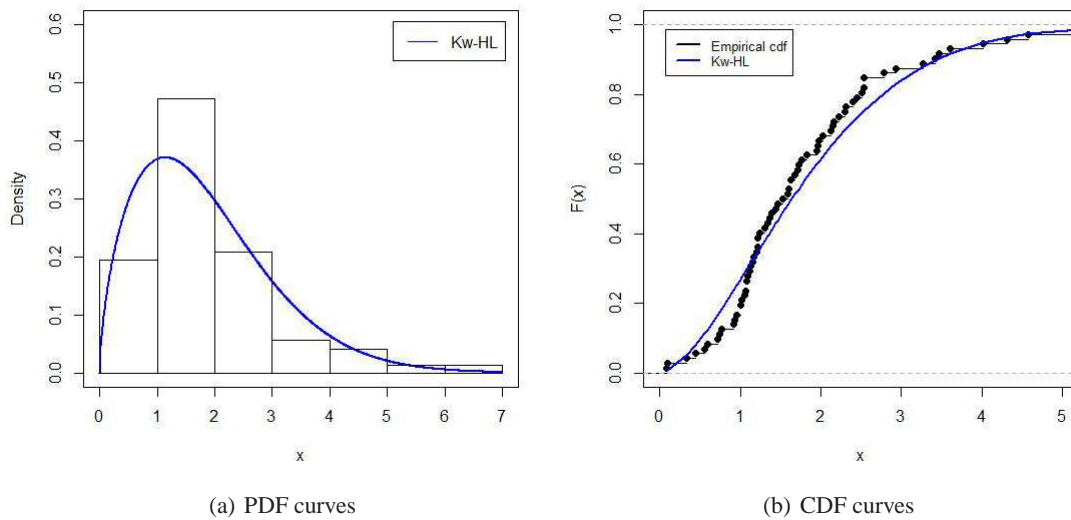 0.6
0.5
0.4
0.3
0.2
0.1
0.0
Density
Kw-HL
0 1 2 3 4 5 6 7
x
(a) PDF curves
1.0
0.8
0.6
0.4
0.2
0.0
F(x)
Empirical cdf
Kw-HL
0 1 2 3 4 5
x
(b) CDF curves